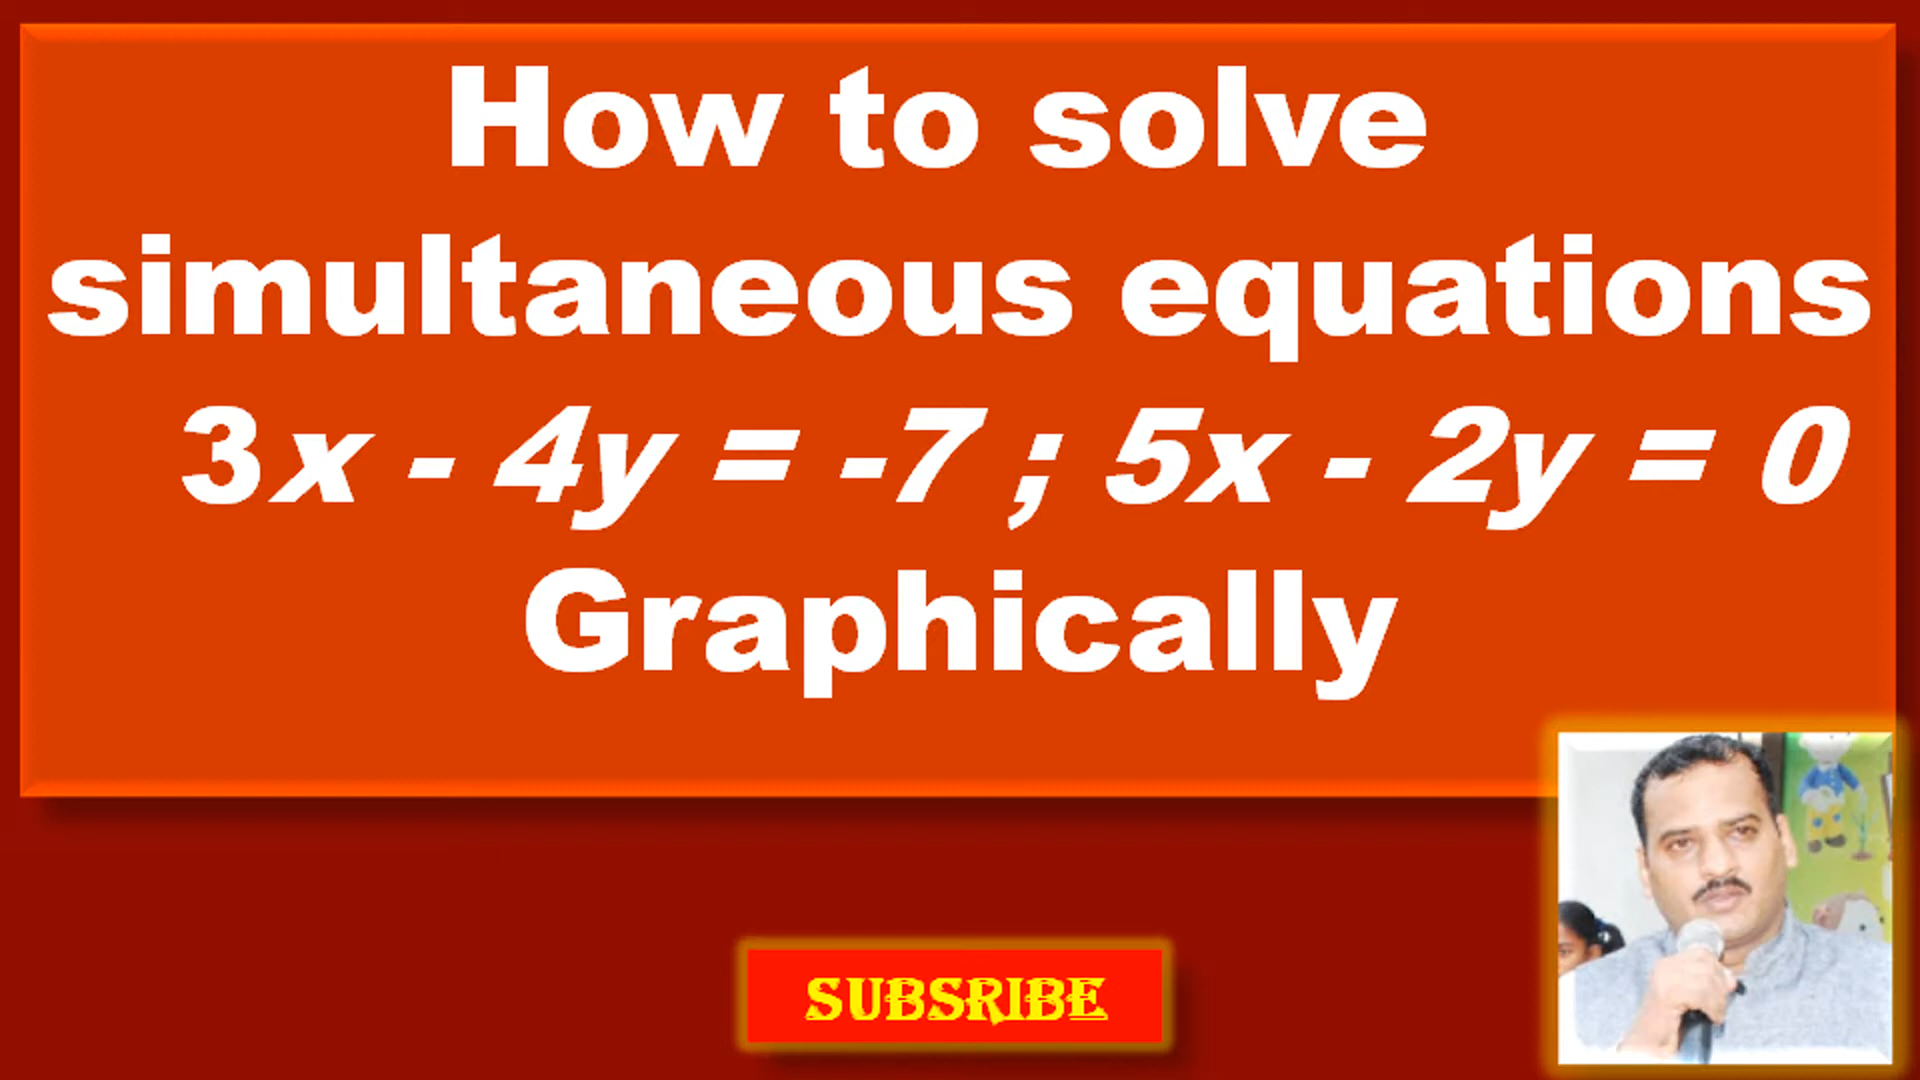 How to solve
simultaneous equations
3x - 4y = -7 ; 5x - 2y = 0
Graphically
SUBSRIBE